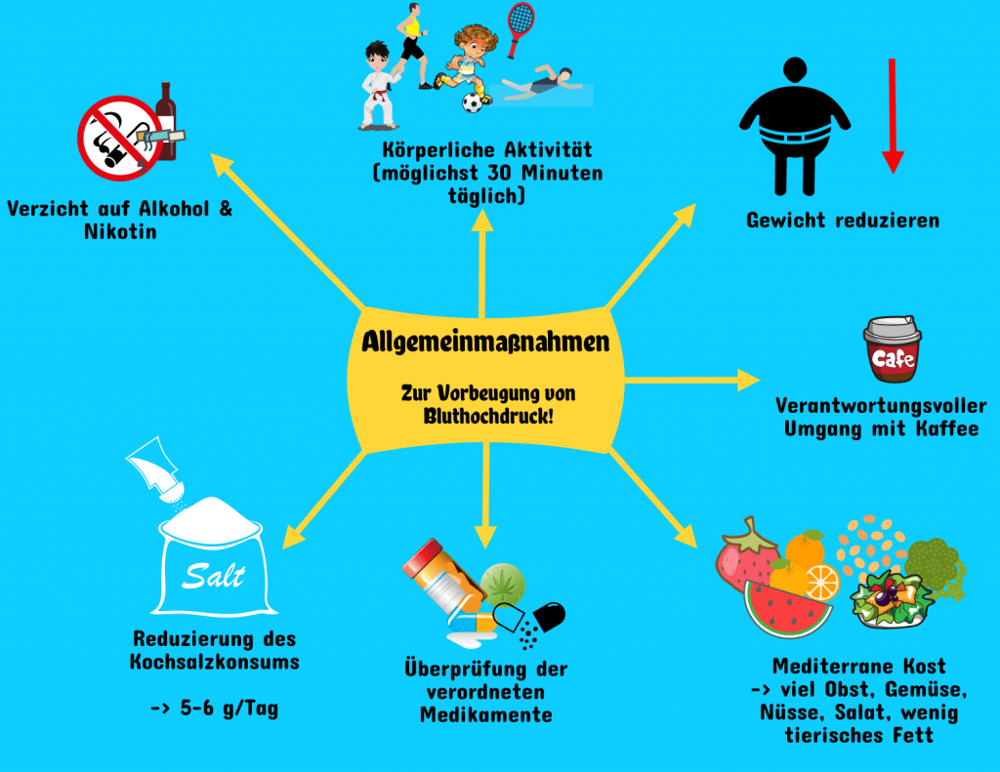 Körperliche Aktivität
(möglichst 30 Minuten
täglich)
Verzicht auf Alkohol &
Nikotin
Gewicht reduzieren
Allgemeinmaßnahmen
Zur Vorbeugung von
Bluthochdruck!
Cafe
Verantwortungsvoller
Umgang mit Kaffee
Salt
Reduzierung des
Kochsalzkonsums
-> 5-6 g/Tag
Überprüfung der
verordneten
Medikamente
Mediterrane Kost
-> viel Obst, Gemüse,
Nüsse, Salat, wenig
tierisches Fett